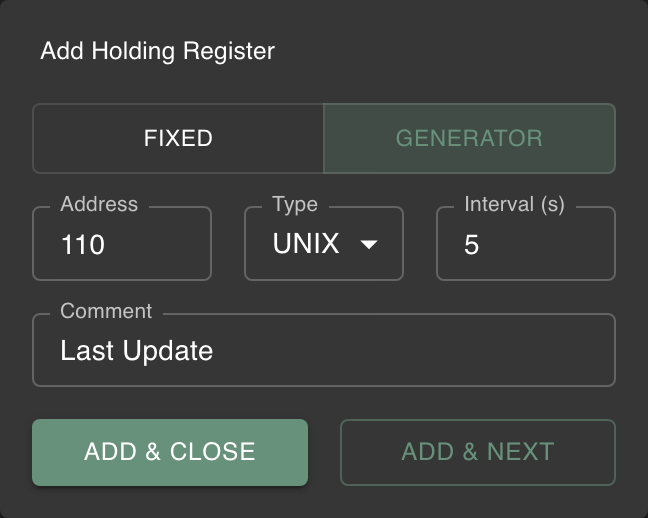 Add Holding Register
FIXED GENERATOR
Address Type Interval (s)
110 UNIX 5
Comment
Last Update
ADD & CLOSE ADD & NEXT